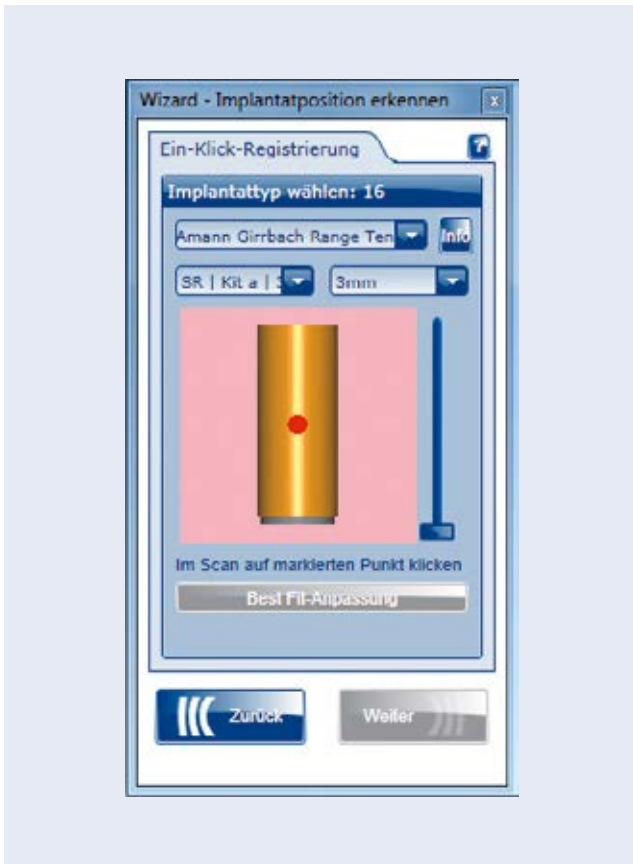 Wizard - Implantatposition erkennen
Ein-Klick-Registrierung
Implantattyp wählen: 16
Amann Girrbach Range Ten
Info
SR | Kit a |
3mm
Im Scan auf markierten Punkt klicken
Best Fit-Anpassung
Zurück
Weiter